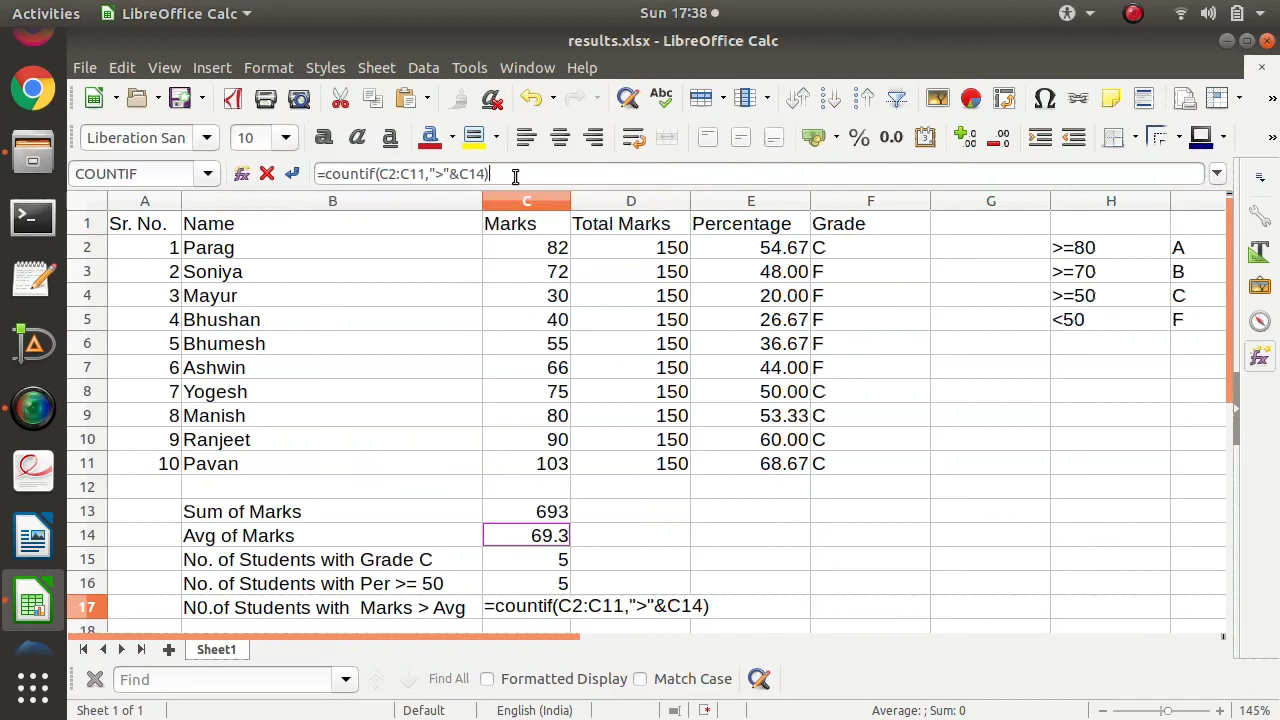 Activities LibreOffice Calc Sun 17:38
results.xlsx - LibreOffice Calc
File Edit View Insert Format Styles Sheet Data Tools Window Help
Abc
Liberation San 10 a a a a % 0.0 .00 .00
COUNTIF fx =countif(C2:C11,">"&C14)
A B C D E F G H
1 Sr. No. Name Marks Total Marks Percentage Grade
2 1 Parag 82 150 54.67 C >=80 A
3 2 Soniya 72 150 48.00 F >=70 B
4 3 Mayur 30 150 20.00 F >=50 C
5 4 Bhushan 40 150 26.67 F <50 F
6 5 Bhumesh 55 150 36.67 F
7 6 Ashwin 66 150 44.00 F
8 7 Yogesh 75 150 50.00 C
9 8 Manish 80 150 53.33 C
10 9 Ranjeet 90 150 60.00 C
11 10 Pavan 103 150 68.67 C
12
13 Sum of Marks 693
14 Avg of Marks 69.3
15 No. of Students with Grade C 5
16 No. of Students with Per >= 50 5
17 N0.of Students with Marks > Avg =countif(C2:C11,">"&C14)
18
Sheet1
Find Find All Formatted Display Match Case
Sheet 1 of 1 Default English (India) Average: ; Sum: 0 145%